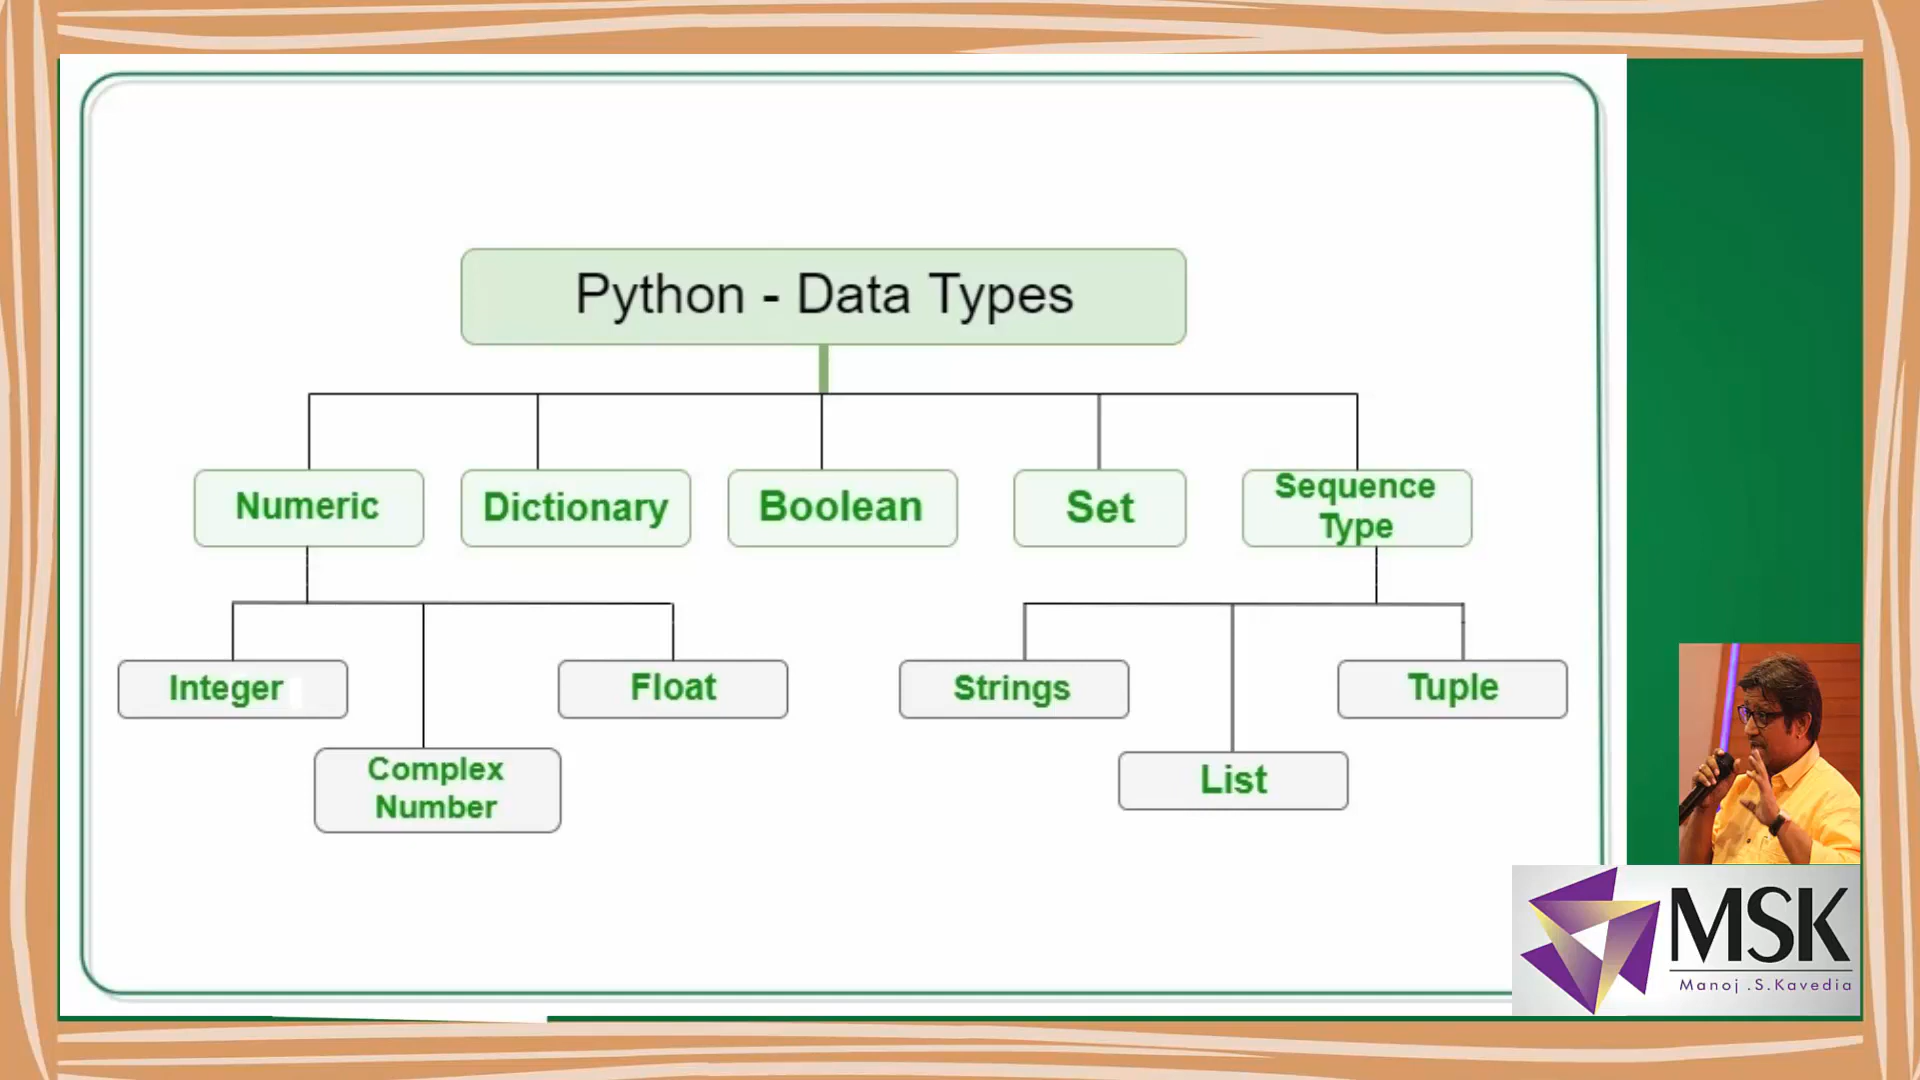 Python - Data Types
Numeric
Dictionary
Boolean
Set
Sequence
Type
Integer
Float
Strings
Tuple
Complex
Number
List
MSK
Manoj .S.Kavedia